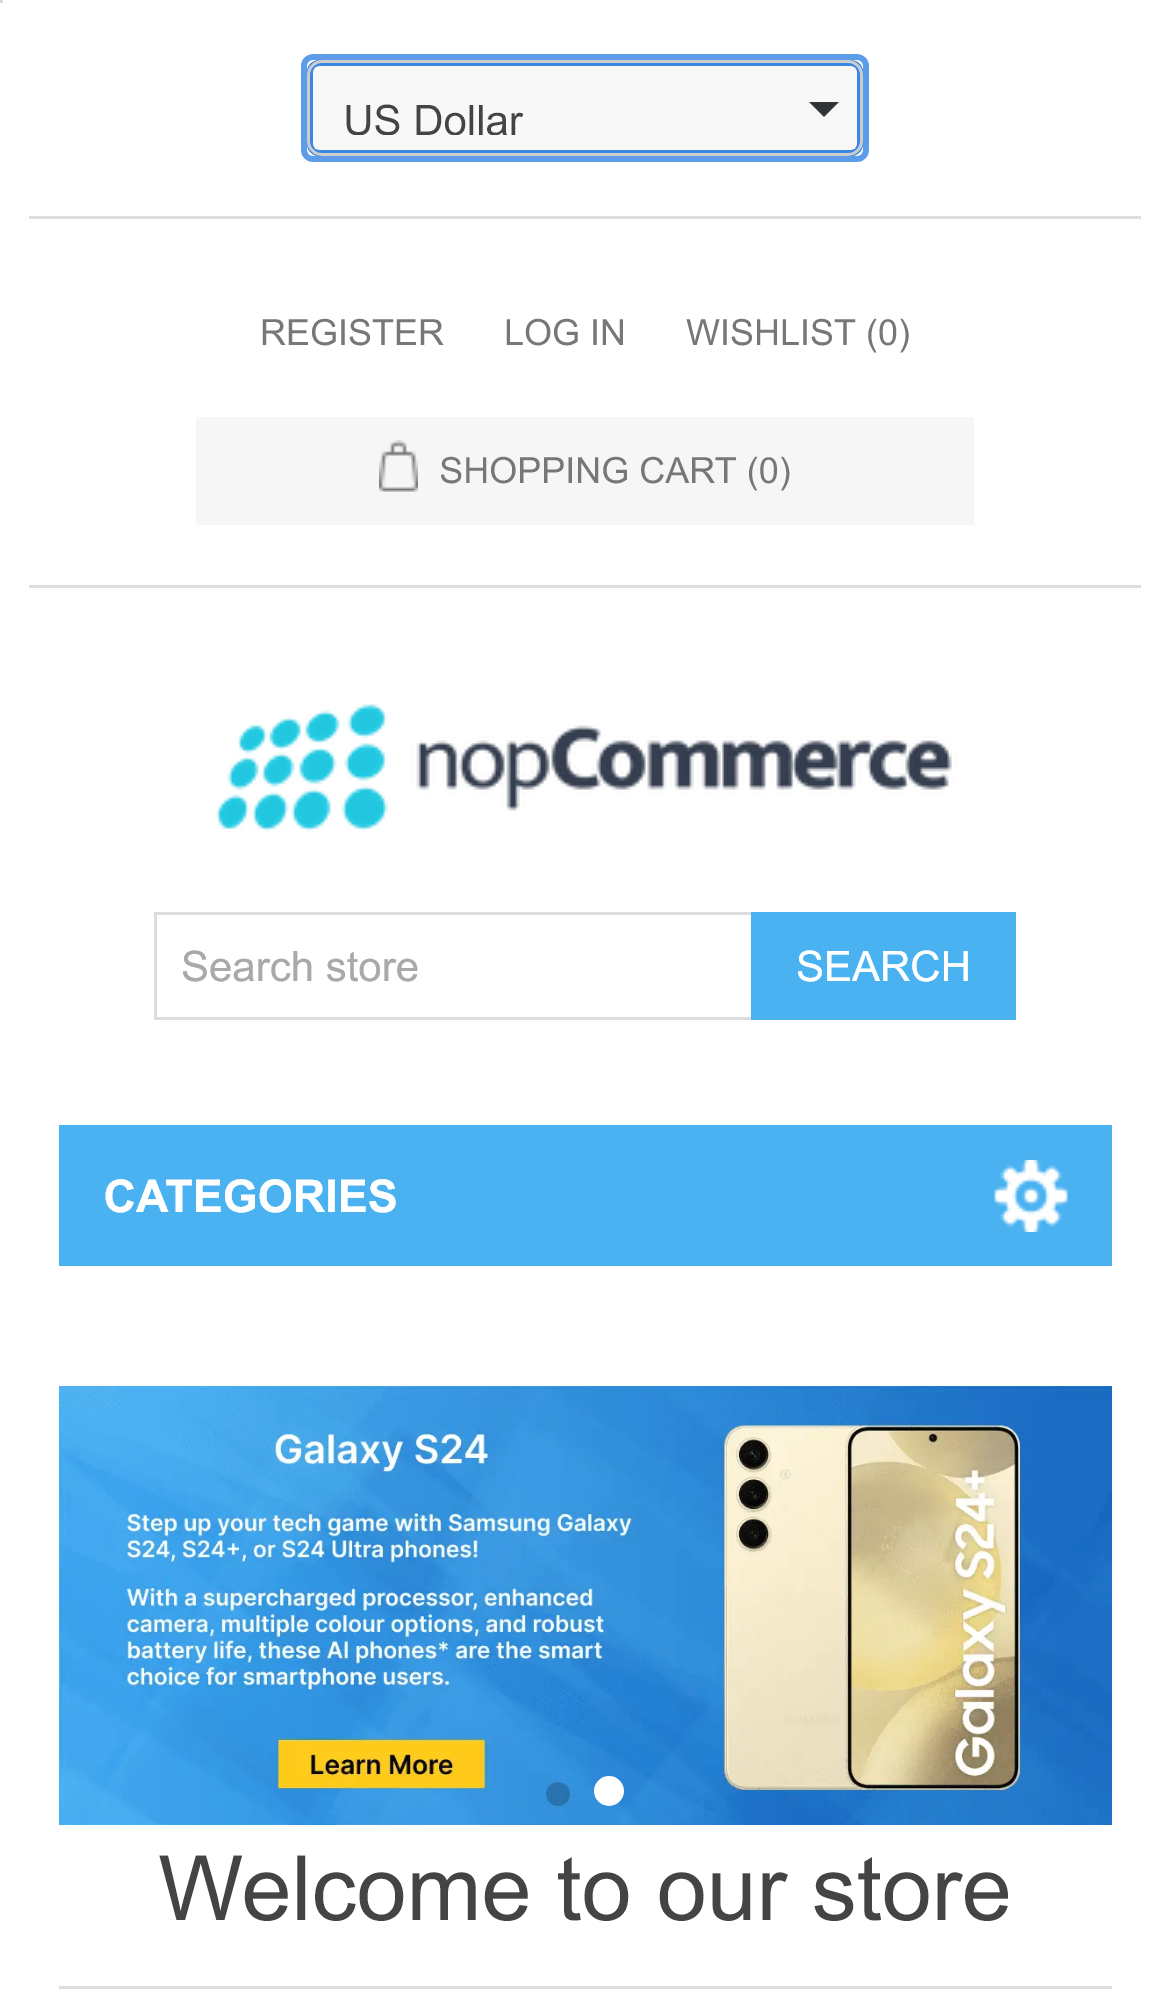 US Dollar
REGISTER LOG IN WISHLIST (0)
SHOPPING CART (0)
nopCommerce
Search store SEARCH
CATEGORIES
Galaxy S24
Step up your tech game with Samsung Galaxy
S24, S24+, or S24 Ultra phones!
With a supercharged processor, enhanced
camera, multiple colour options, and robust
battery life, these AI phones* are the smart
choice for smartphone users.
Learn More
Galaxy S24+
SAMSUNG
Welcome to our store